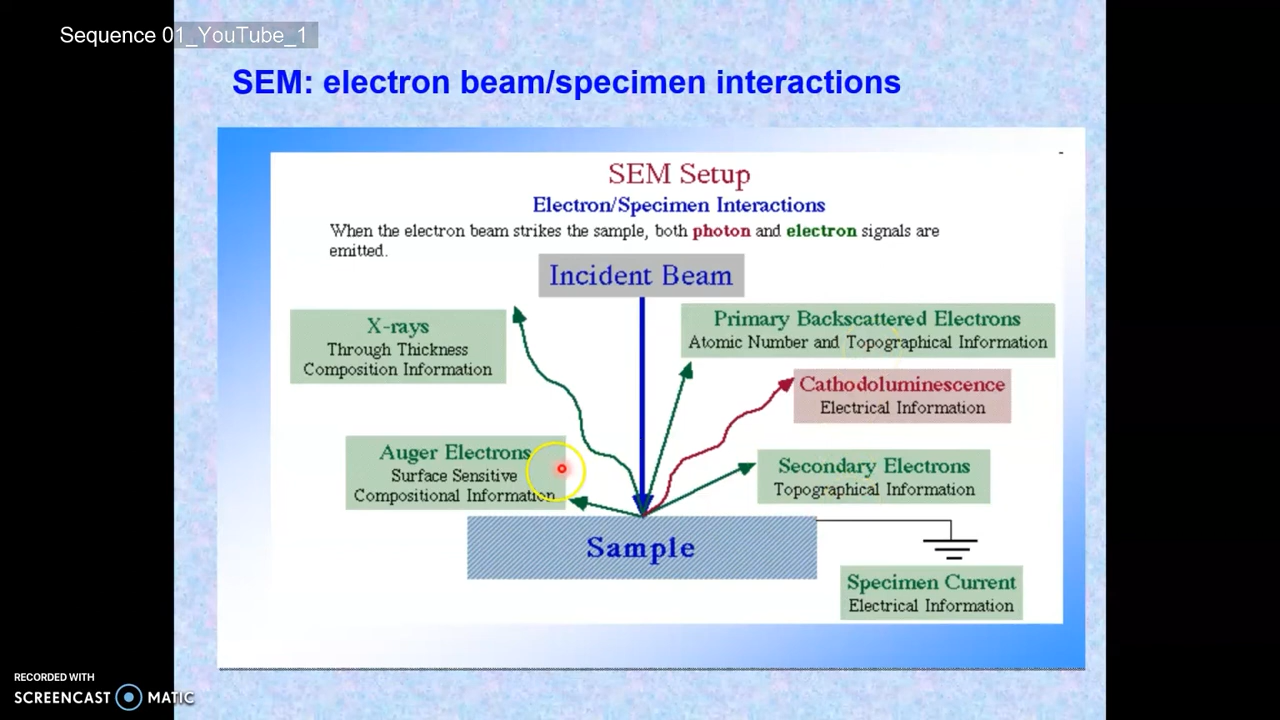 Sequence 01_YouTube_1
SEM: electron beam/specimen interactions
SEM Setup
Electron/Specimen Interactions
When the electron beam strikes the sample, both photon and electron signals are
emitted.
Incident Beam
X-rays
Through Thickness
Composition Information
Primary Backscattered Electrons
Atomic Number and Topographical Information
Cathodoluminescence
Electrical Information
Auger Electrons
Surface Sensitive
Compositional Information
Secondary Electrons
Topographical Information
Sample
Specimen Current
Electrical Information
RECORDED WITH
SCREENCAST MATIC